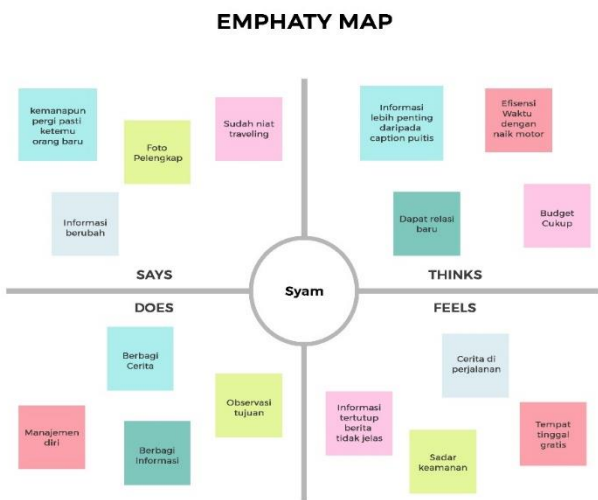 EMPHATY MAP
kemanapun
pergi pasti
ketemu
orang baru
Foto
Pelengkap
Sudah niat
traveling
Informasi
berubah
SAYS
Informasi
lebih penting
daripada
caption puitis
Efisensi
Waktu
dengan
naik motor
Dapat relasi
baru
Budget
Cukup
THINKS
Syam
DOES
Berbagi
Cerita
Observasi
tujuan
Manajemen
diri
Berbagi
Informasi
FEELS
Cerita di
perjalanan
Informasi
tertutup
berita
tidak jelas
Sadar
keamanan
Tempat
tinggal
gratis